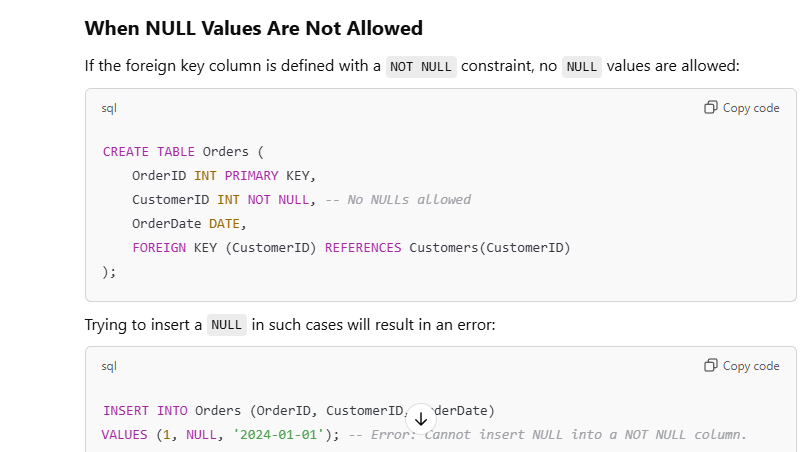 When NULL Values Are Not Allowed
If the foreign key column is defined with a NOT NULL constraint, no NULL values are allowed:
sql
Copy code
CREATE TABLE Orders (
    OrderID INT PRIMARY KEY,
    CustomerID INT NOT NULL, -- No NULLs allowed
    OrderDate DATE,
    FOREIGN KEY (CustomerID) REFERENCES Customers(CustomerID)
);
Trying to insert a NULL in such cases will result in an error:
sql
Copy code
INSERT INTO Orders (OrderID, CustomerID, OrderDate)
VALUES (1, NULL, '2024-01-01'); -- Error: Cannot insert NULL into a NOT NULL column.